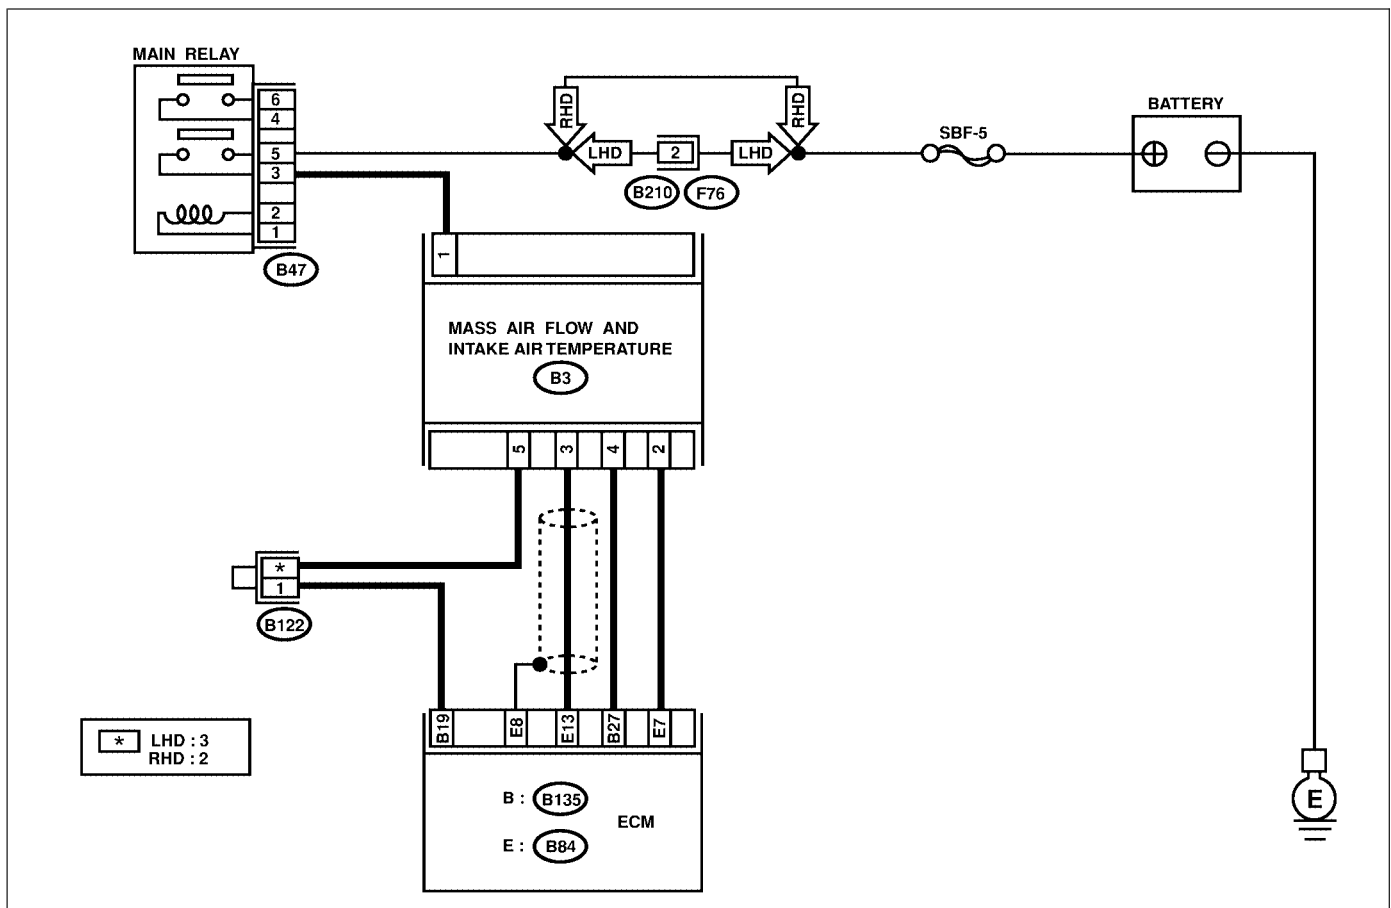 MAIN RELAY
6
4
5
3
2
1
B47
RHD
RHD
LHD
2
LHD
B210
F76
SBF-5
BATTERY
1
MASS AIR FLOW AND
INTAKE AIR TEMPERATURE
B3
5
3
4
2
*
1
B122
B19
E8
E13
B27
E7
B : B135
E : B84
ECM
* LHD : 3
RHD : 2
E